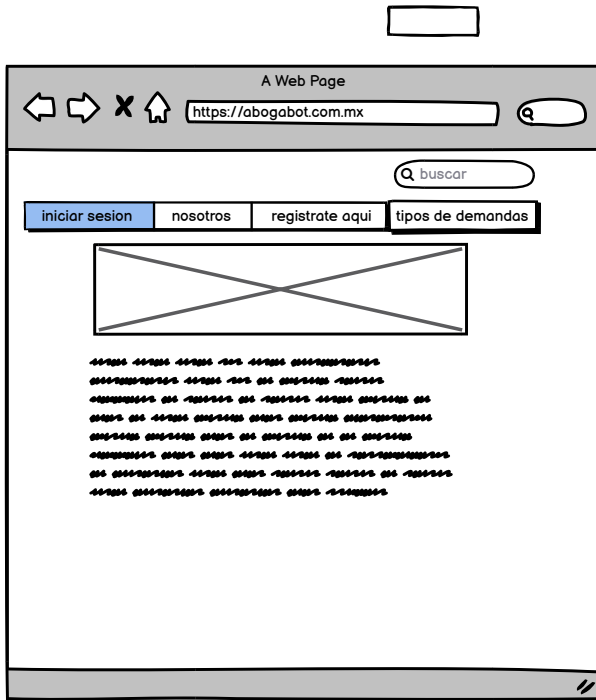 A Web Page
https://abogabot.com.mx
buscar
iniciar sesion nosotros registrate aqui tipos de demandas